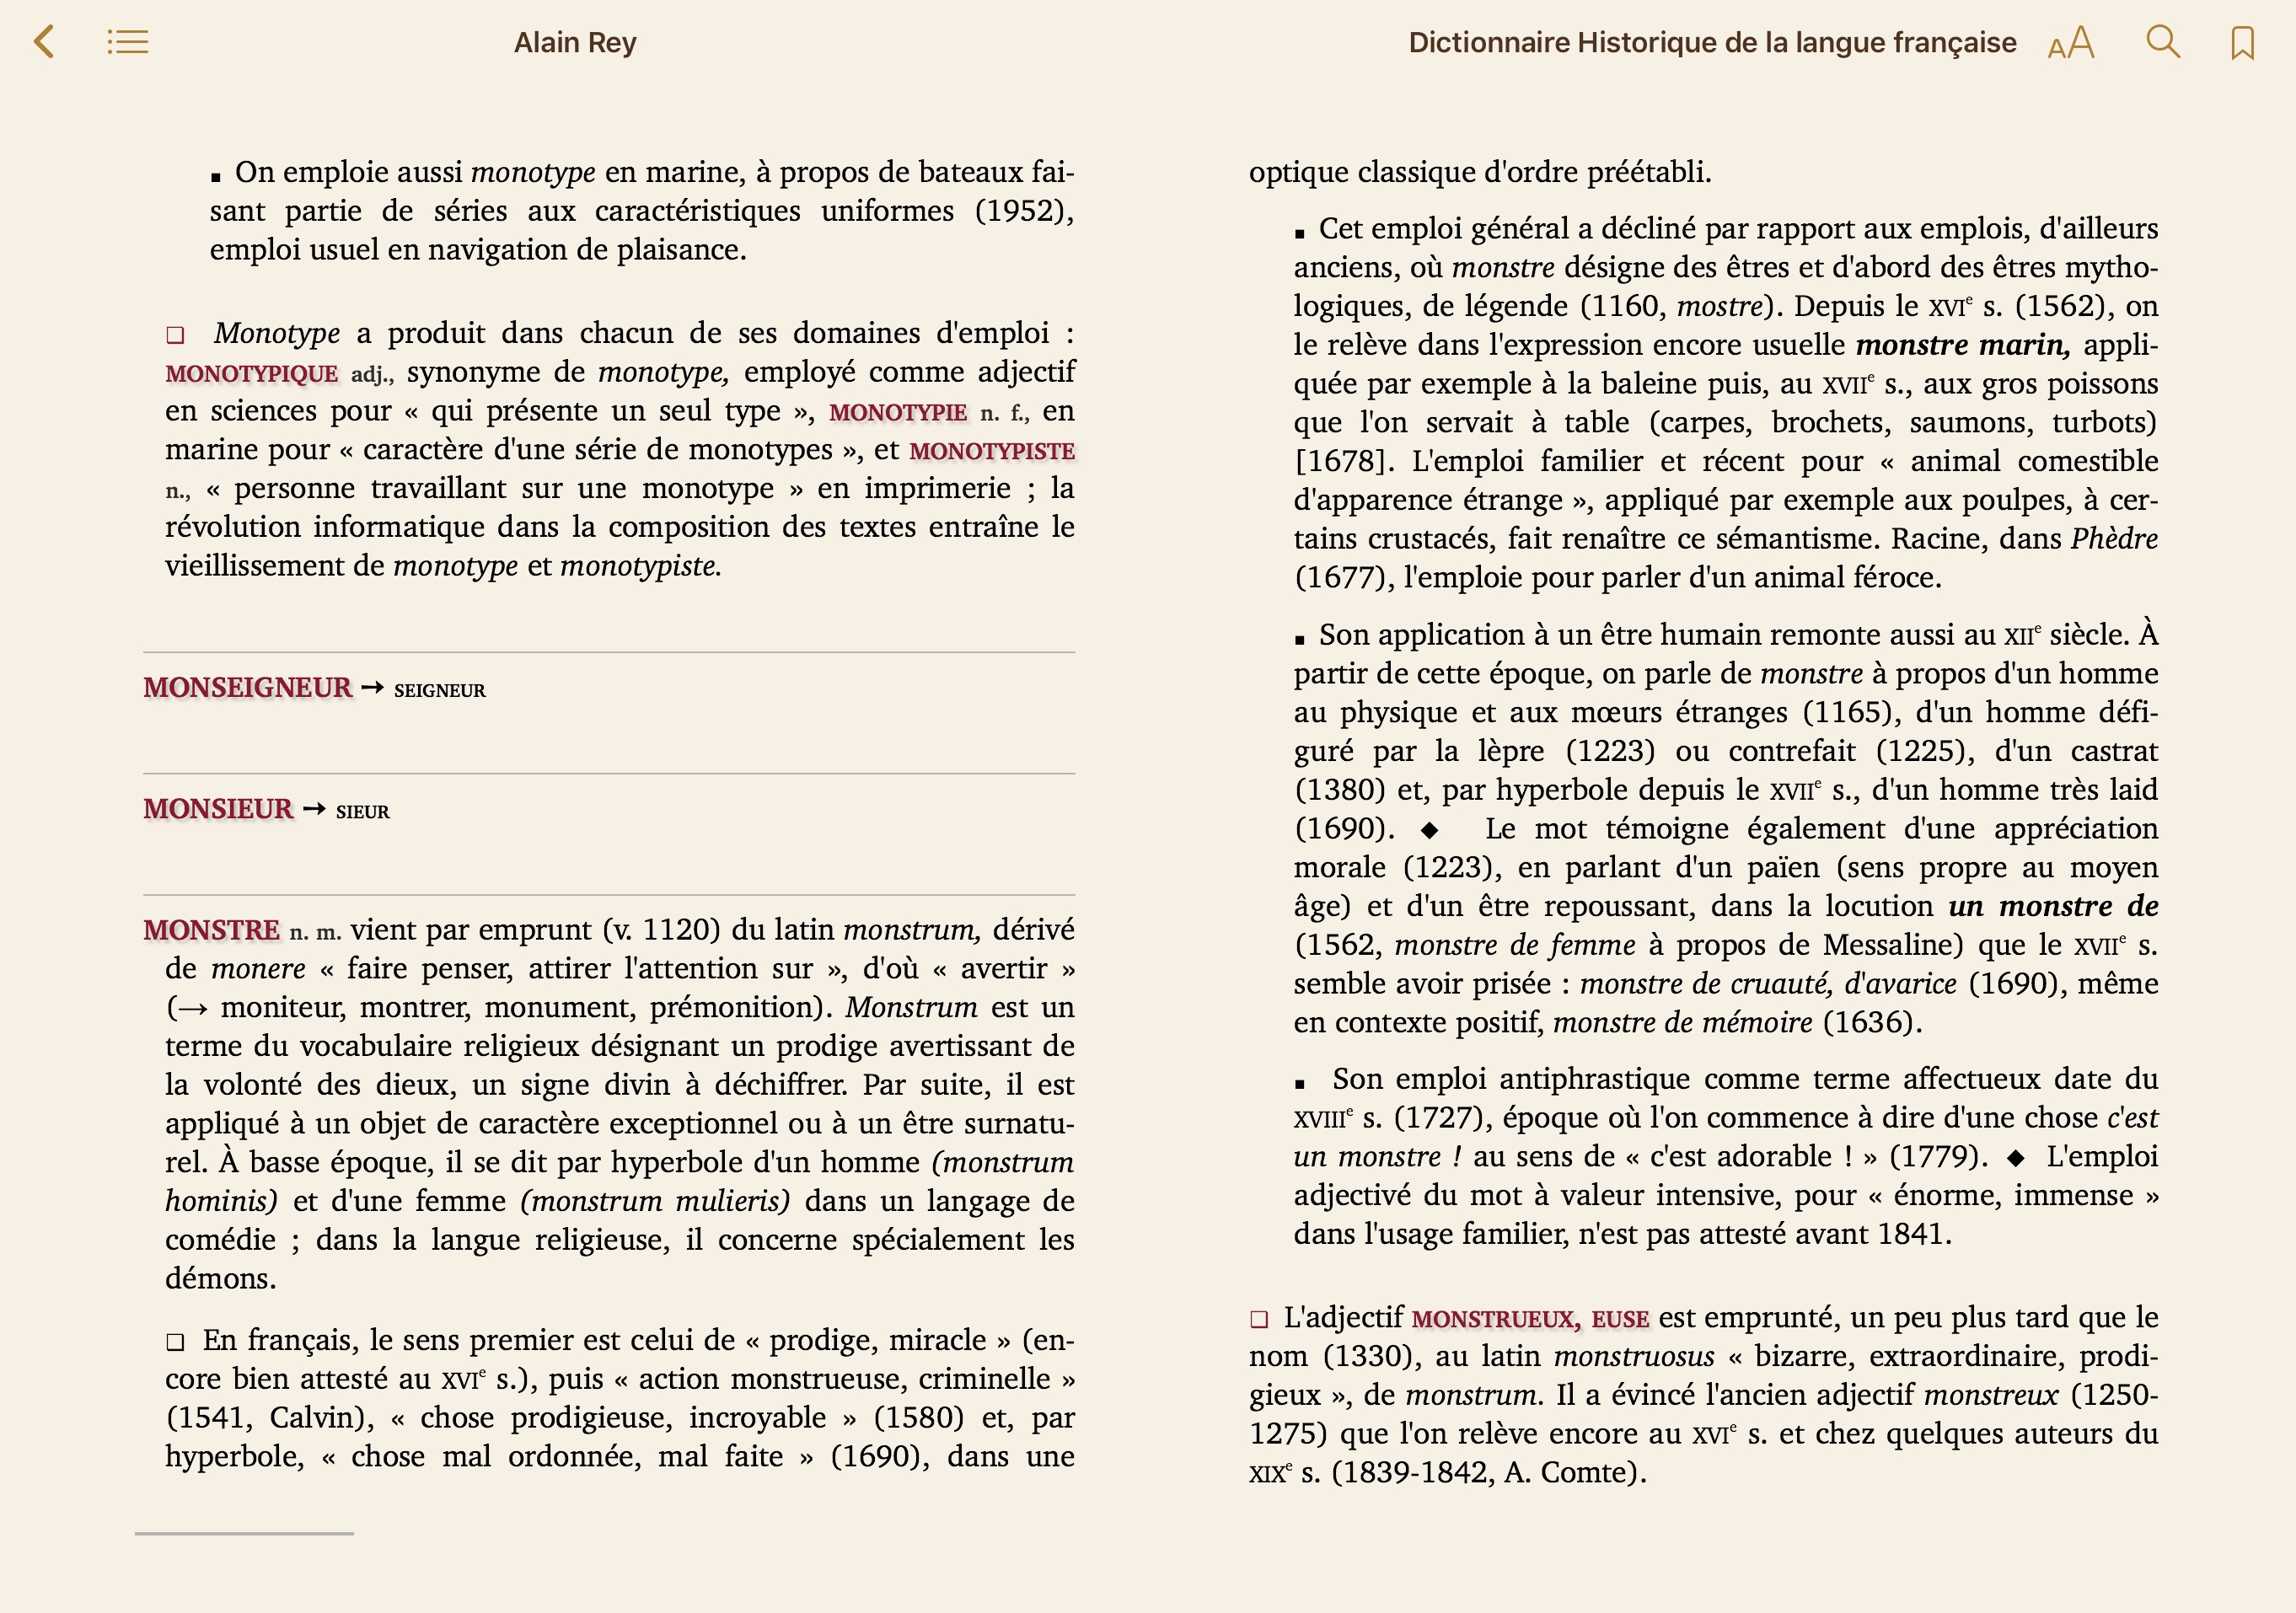 Alain Rey
Dictionnaire Historique de la langue française
AA
▪ On emploie aussi monotype en marine, à propos de bateaux fai-
sant partie de séries aux caractéristiques uniformes (1952),
emploi usuel en navigation de plaisance.
❏ Monotype a produit dans chacun de ses domaines d'emploi :
MONOTYPIQUE adj., synonyme de monotype, employé comme adjectif
en sciences pour « qui présente un seul type », MONOTYPIE n. f., en
marine pour « caractère d'une série de monotypes », et MONOTYPISTE
n., « personne travaillant sur une monotype » en imprimerie ; la
révolution informatique dans la composition des textes entraîne le
vieillissement de monotype et monotypiste.
MONSEIGNEUR → SEIGNEUR
MONSIEUR → SIEUR
MONSTRE n. m. vient par emprunt (v. 1120) du latin monstrum, dérivé
de monere « faire penser, attirer l'attention sur », d'où « avertir »
(→ moniteur, montrer, monument, prémonition). Monstrum est un
terme du vocabulaire religieux désignant un prodige avertissant de
la volonté des dieux, un signe divin à déchiffrer. Par suite, il est
appliqué à un objet de caractère exceptionnel ou à un être surnatu-
rel. À basse époque, il se dit par hyperbole d'un homme (monstrum
hominis) et d'une femme (monstrum mulieris) dans un langage de
comédie ; dans la langue religieuse, il concerne spécialement les
démons.
❏ En français, le sens premier est celui de « prodige, miracle » (en-
core bien attesté au XVIe s.), puis « action monstrueuse, criminelle »
(1541, Calvin), « chose prodigieuse, incroyable » (1580) et, par
hyperbole, « chose mal ordonnée, mal faite » (1690), dans une
optique classique d'ordre préétabli.
▪ Cet emploi général a décliné par rapport aux emplois, d'ailleurs
anciens, où monstre désigne des êtres et d'abord des êtres mytho-
logiques, de légende (1160, mostre). Depuis le XVIe s. (1562), on
le relève dans l'expression encore usuelle monstre marin, appli-
quée par exemple à la baleine puis, au XVIIe s., aux gros poissons
que l'on servait à table (carpes, brochets, saumons, turbots)
[1678]. L'emploi familier et récent pour « animal comestible
d'apparence étrange », appliqué par exemple aux poulpes, à cer-
tains crustacés, fait renaître ce sémantisme. Racine, dans Phèdre
(1677), l'emploie pour parler d'un animal féroce.
▪ Son application à un être humain remonte aussi au XIIe siècle. À
partir de cette époque, on parle de monstre à propos d'un homme
au physique et aux mœurs étranges (1165), d'un homme défi-
guré par la lèpre (1223) ou contrefait (1225), d'un castrat
(1380) et, par hyperbole depuis le XVIIe s., d'un homme très laid
(1690). ◆ Le mot témoigne également d'une appréciation
morale (1223), en parlant d'un païen (sens propre au moyen
âge) et d'un être repoussant, dans la locution un monstre de
(1562, monstre de femme à propos de Messaline) que le XVIIe s.
semble avoir prisée : monstre de cruauté, d'avarice (1690), même
en contexte positif, monstre de mémoire (1636).
▪ Son emploi antiphrastique comme terme affectueux date du
XVIIIe s. (1727), époque où l'on commence à dire d'une chose c'est
un monstre ! au sens de « c'est adorable ! » (1779). ◆ L'emploi
adjectivé du mot à valeur intensive, pour « énorme, immense »
dans l'usage familier, n'est pas attesté avant 1841.
❏ L'adjectif MONSTRUEUX, EUSE est emprunté, un peu plus tard que le
nom (1330), au latin monstruosus « bizarre, extraordinaire, prodi-
gieux », de monstrum. Il a évincé l'ancien adjectif monstreux (1250-
1275) que l'on relève encore au XVIe s. et chez quelques auteurs du
XIXe s. (1839-1842, A. Comte).